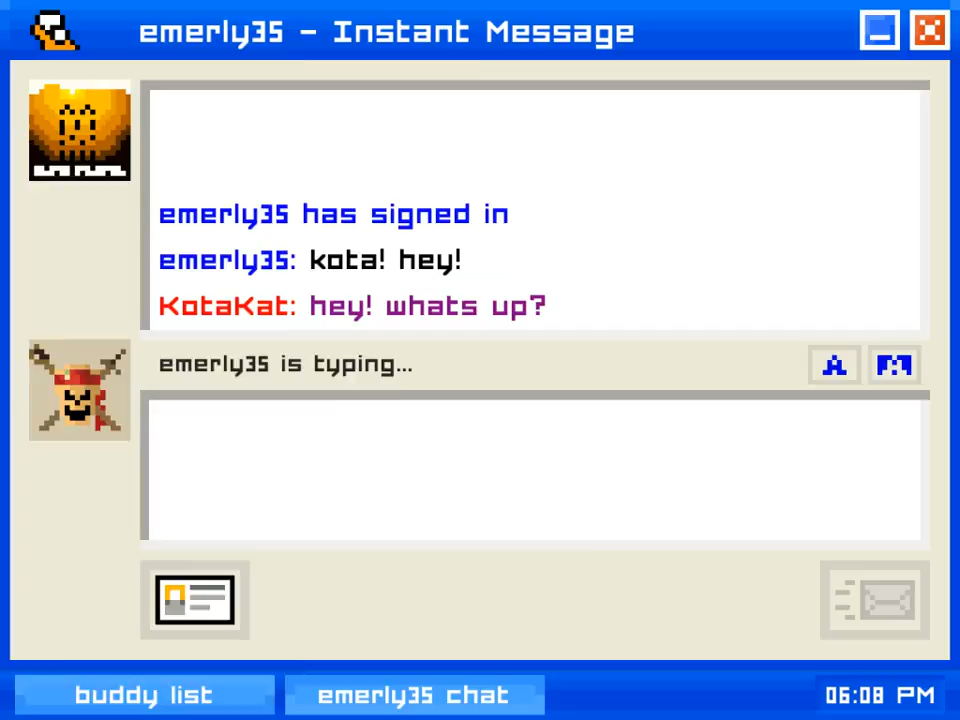 emerly35 - Instant Message
emerly35 has signed in
emerly35: kota! hey!
KotaKat: hey! whats up?
emerly35 is typing...
A
buddy list
emerly35 chat
06:08 PM